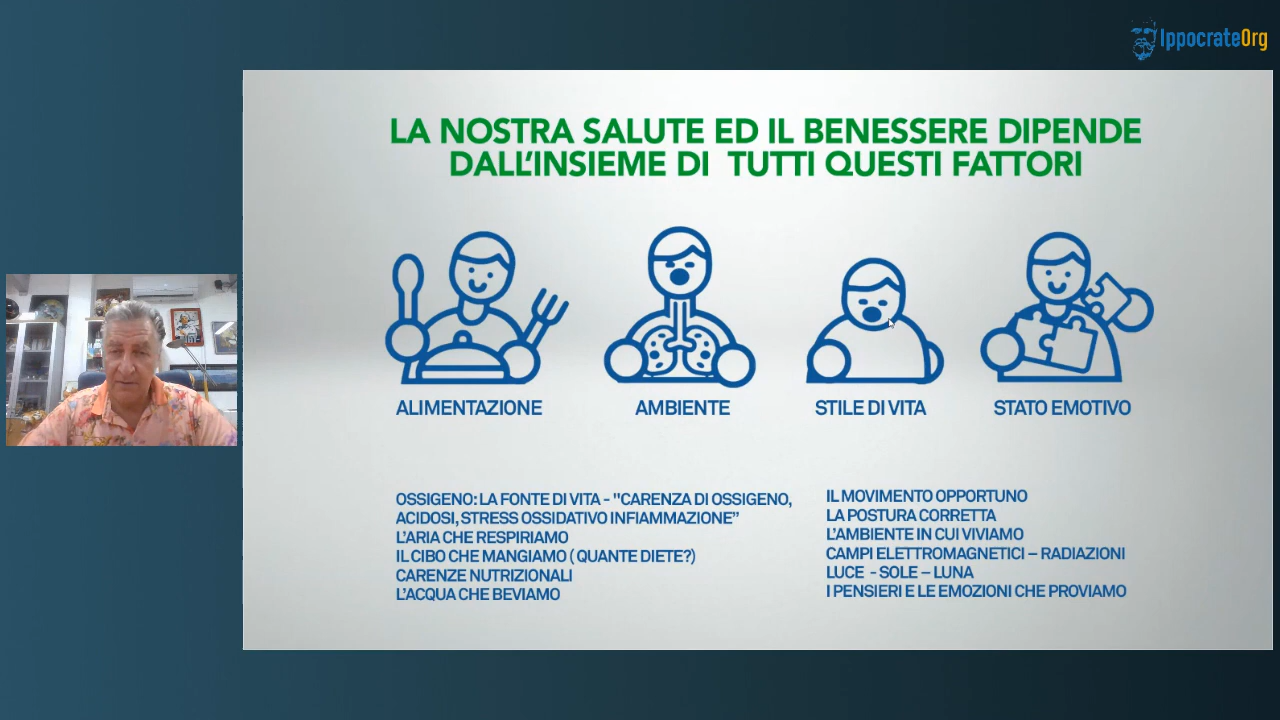 IppocrateOrg
LA NOSTRA SALUTE ED IL BENESSERE DIPENDE
DALL'INSIEME DI TUTTI QUESTI FATTORI
ALIMENTAZIONE
AMBIENTE
STILE DI VITA
STATO EMOTIVO
OSSIGENO: LA FONTE DI VITA - "CARENZA DI OSSIGENO,
ACIDOSI, STRESS OSSIDATIVO INFIAMMAZIONE”
L'ARIA CHE RESPIRIAMO
IL CIBO CHE MANGIAMO ( QUANTE DIETE?)
CARENZE NUTRIZIONALI
L'ACQUA CHE BEVIAMO
IL MOVIMENTO OPPORTUNO
LA POSTURA CORRETTA
L'AMBIENTE IN CUI VIVIAMO
CAMPI ELETTROMAGNETICI – RADIAZIONI
LUCE - SOLE – LUNA
I PENSIERI E LE EMOZIONI CHE PROVIAMO